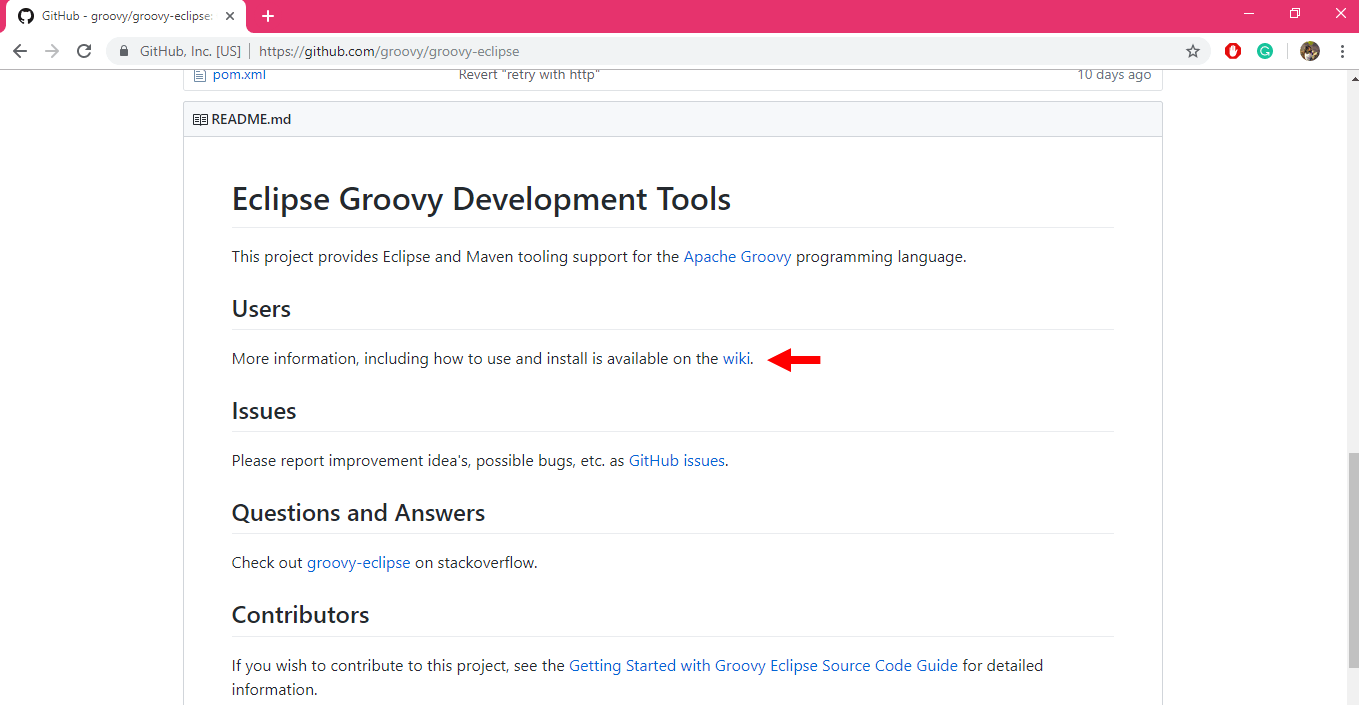 GitHub - groovy/groovy-eclipse:
GitHub, Inc. [US] | https://github.com/groovy/groovy-eclipse
pom.xml Revert "retry with http" 10 days ago
README.md
Eclipse Groovy Development Tools
This project provides Eclipse and Maven tooling support for the Apache Groovy programming language.
Users
More information, including how to use and install is available on the wiki.
Issues
Please report improvement idea's, possible bugs, etc. as GitHub issues.
Questions and Answers
Check out groovy-eclipse on stackoverflow.
Contributors
If you wish to contribute to this project, see the Getting Started with Groovy Eclipse Source Code Guide for detailed
information.